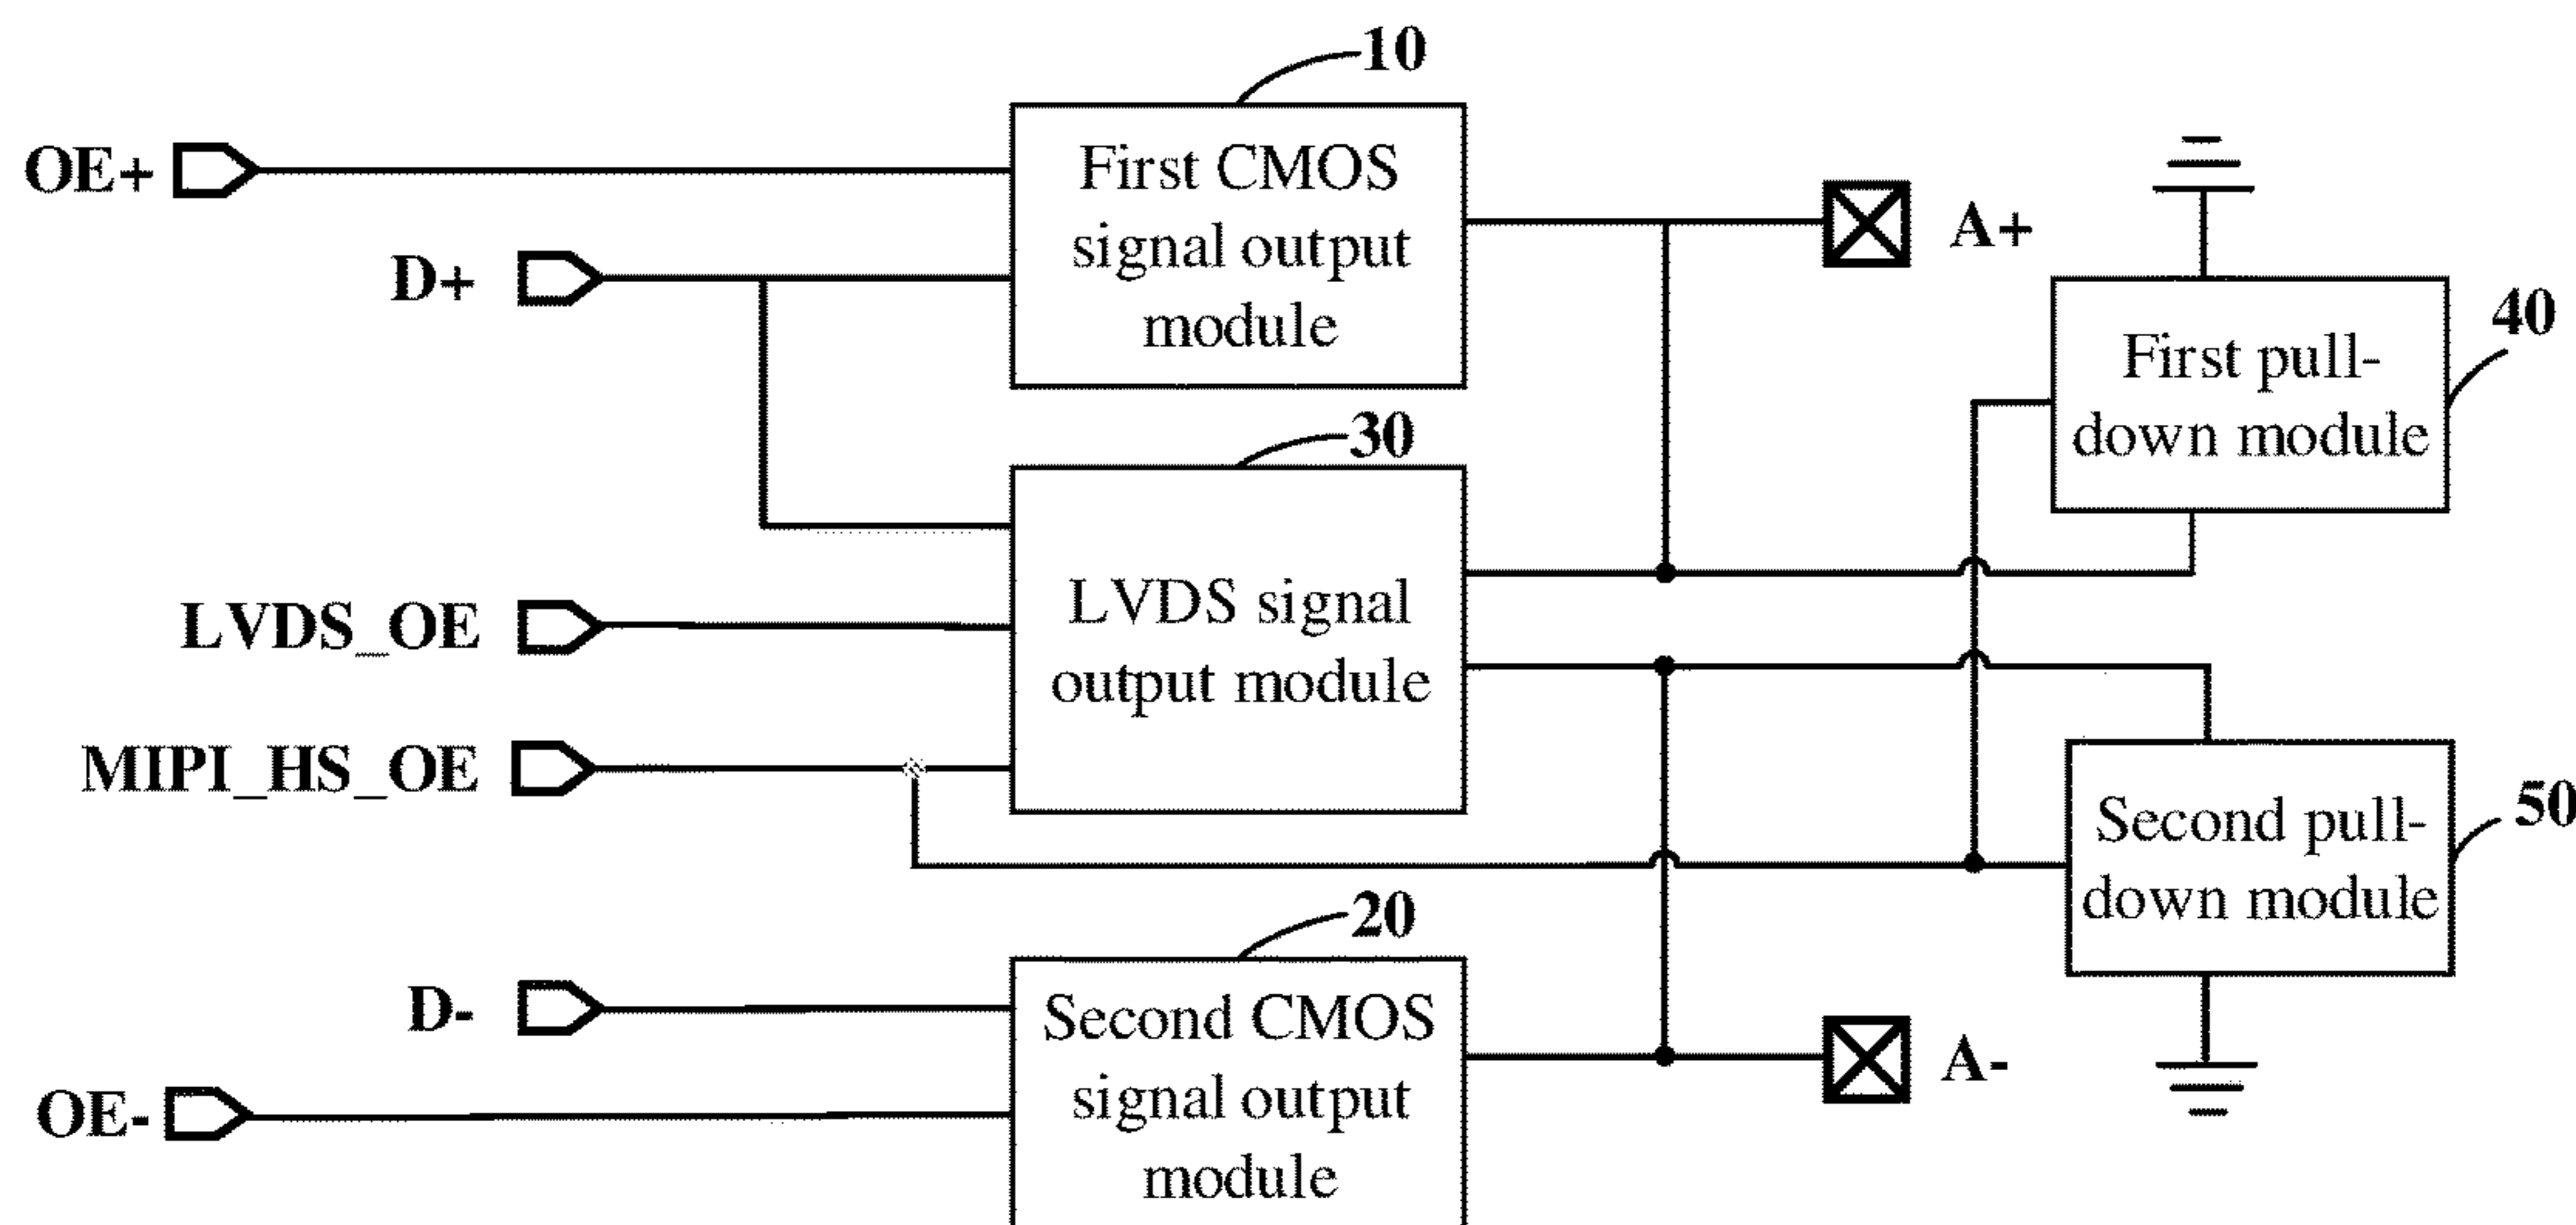 10
OE+
First CMOS
signal output
module
A+
D+
40
First pull-
down module
30
LVDS_OE
LVDS signal
output module
MIPI_HS_OE
50
Second pull-
down module
20
D-
Second CMOS
signal output
module
A-
OE-